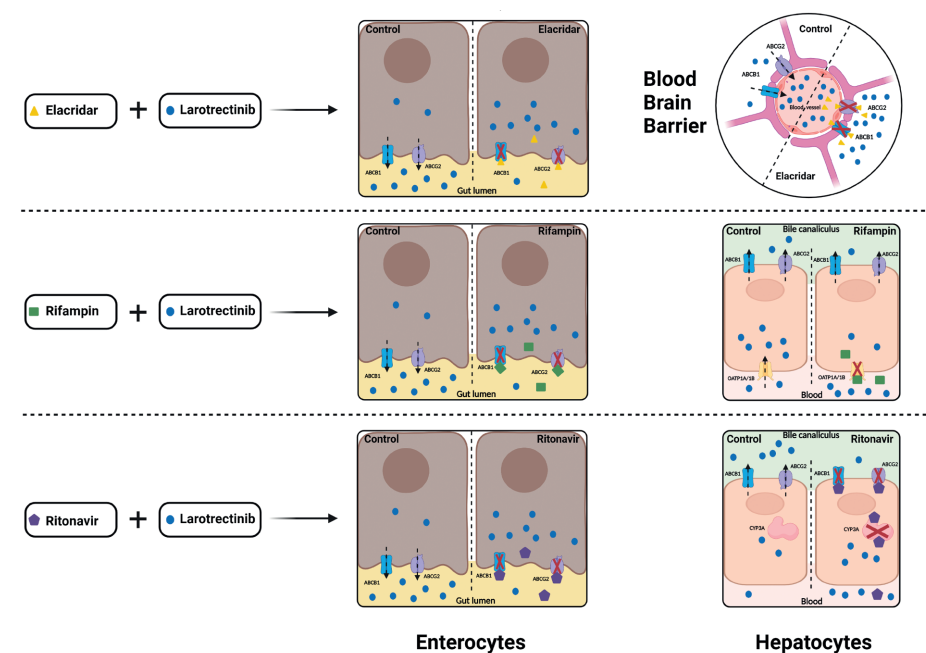 Elacridar
Larotrectinib
Control
Elacridar
ABCB1
ABCG2
ABCB1
ABCG2
Gut lumen
Blood
Brain
Barrier
Control
ABCG2
ABCB1
Blood vessel
ABCG2
ABCB1
Elacridar
Rifampin
Larotrectinib
Control
Rifampin
ABCB1
ABCG2
ABCB1
ABCG2
Gut lumen
Control
Bile canaliculus
Rifampin
ABCB1
ABCG2
ABCB1
ABCG2
OATP1A/1B
OATP1A/1B
Blood
Ritonavir
Larotrectinib
Control
Ritonavir
ABCB1
ABCG2
ABCB1
ABCG2
Gut lumen
Control
Bile canaliculus
Ritonavir
ABCB1
ABCG2
ABCB1
ABCG2
CYP3A
CYP3A
Blood
Enterocytes
Hepatocytes